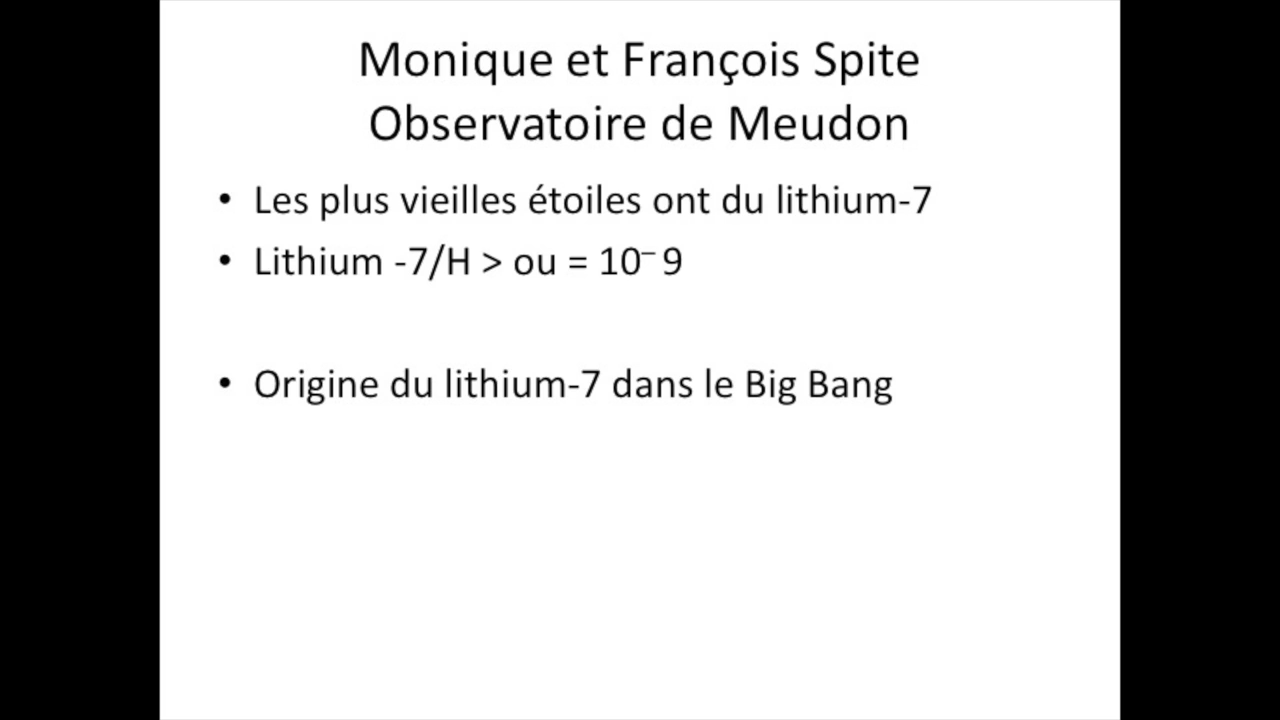 Monique et François Spite
Observatoire de Meudon
• Les plus vieilles étoiles ont du lithium-7
• Lithium -7/H > ou = 10⁻ 9
• Origine du lithium-7 dans le Big Bang